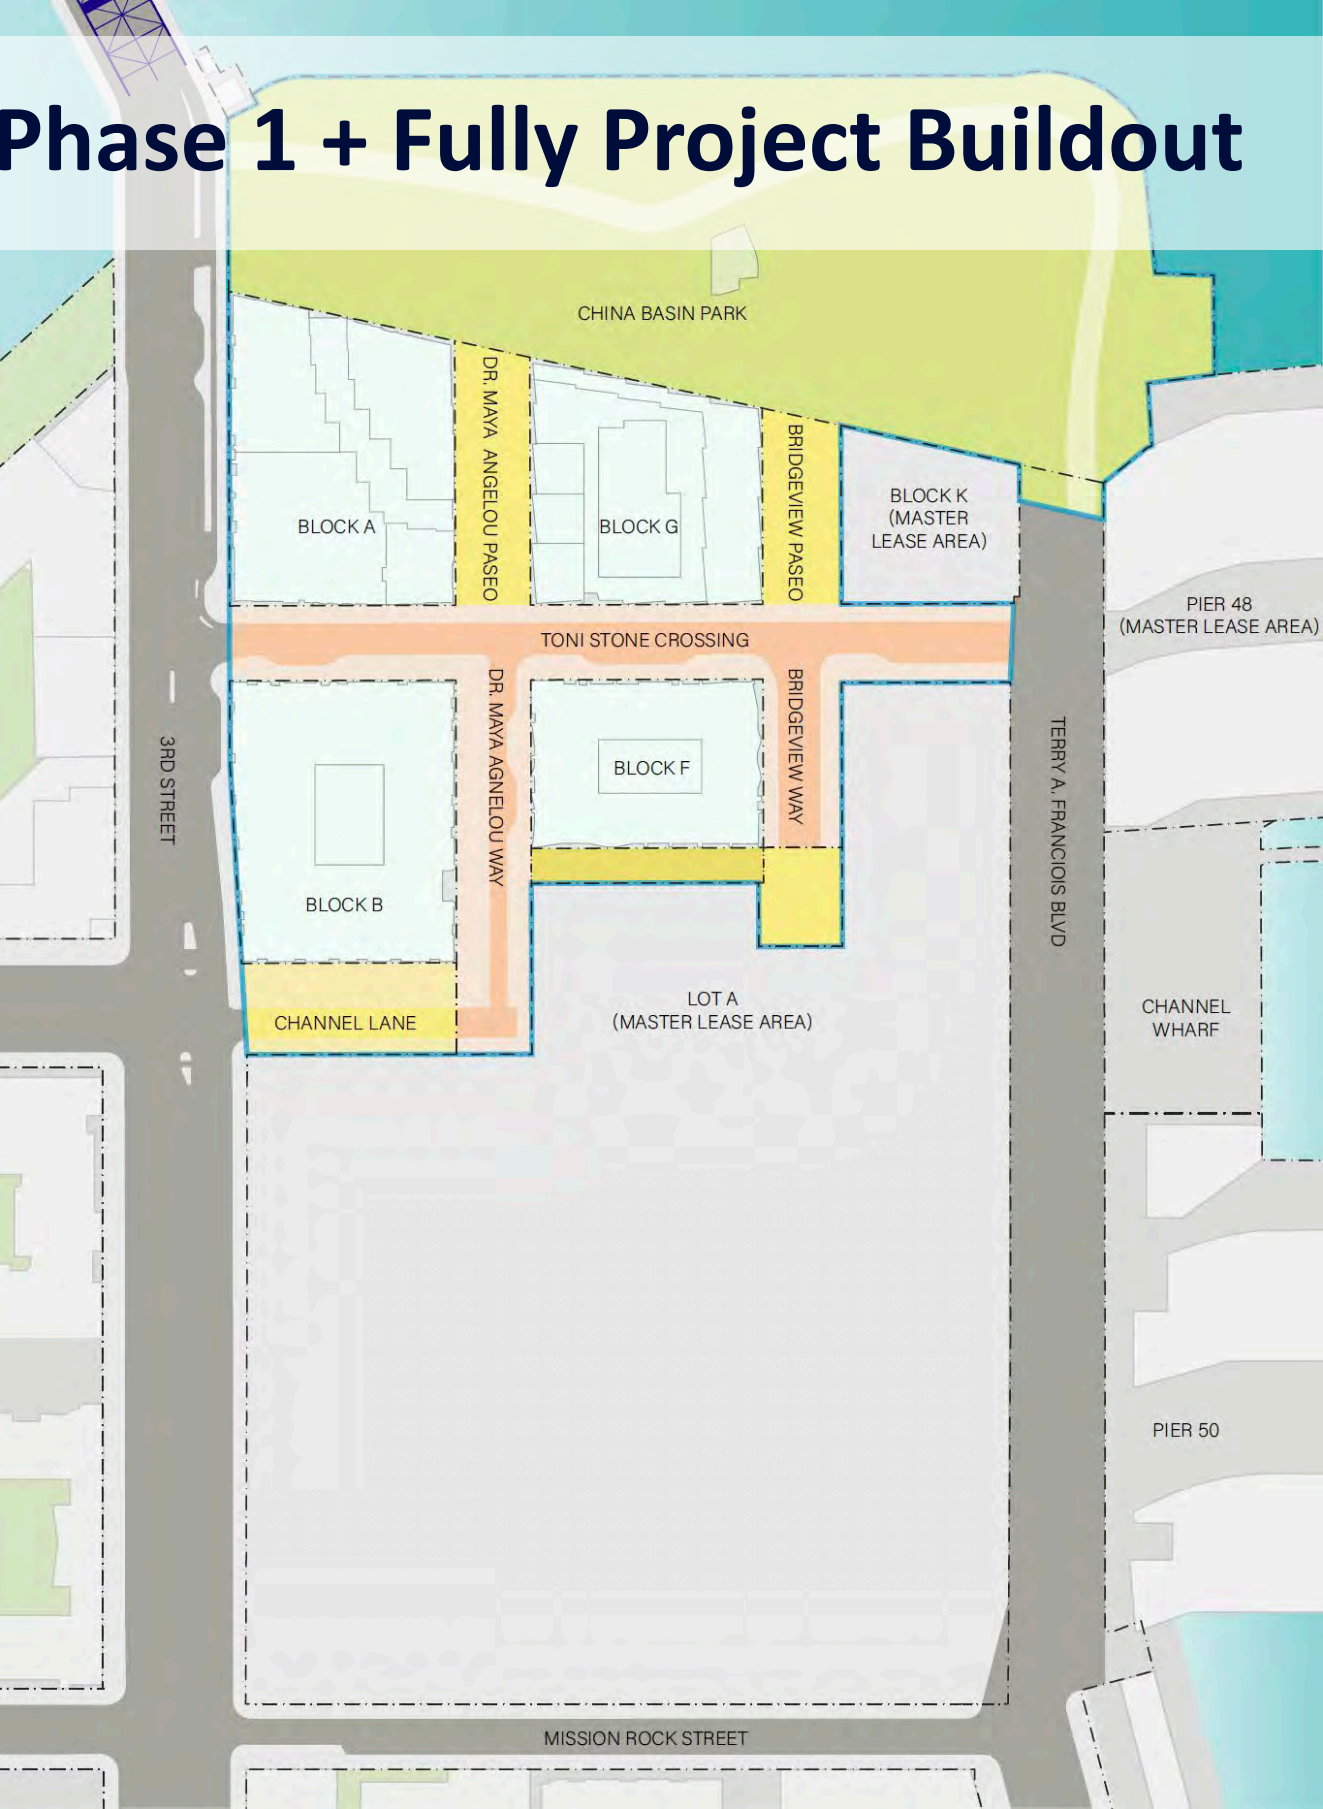 Phase 1 + Fully Project Buildout
CHINA BASIN PARK
DR. MAYA ANGELOU PASEO
BRIDGEVIEW PASEO
BLOCK A
BLOCK G
BLOCK K
(MASTER
LEASE AREA)
PIER 48
(MASTER LEASE AREA)
TONI STONE CROSSING
3RD STREET
DR. MAYA AGNELOU WAY
BRIDGEVIEW WAY
TERRY A. FRANCIOIS BLVD
BLOCK F
BLOCK B
LOT A
(MASTER LEASE AREA)
CHANNEL LANE
CHANNEL
WHARF
PIER 50
MISSION ROCK STREET